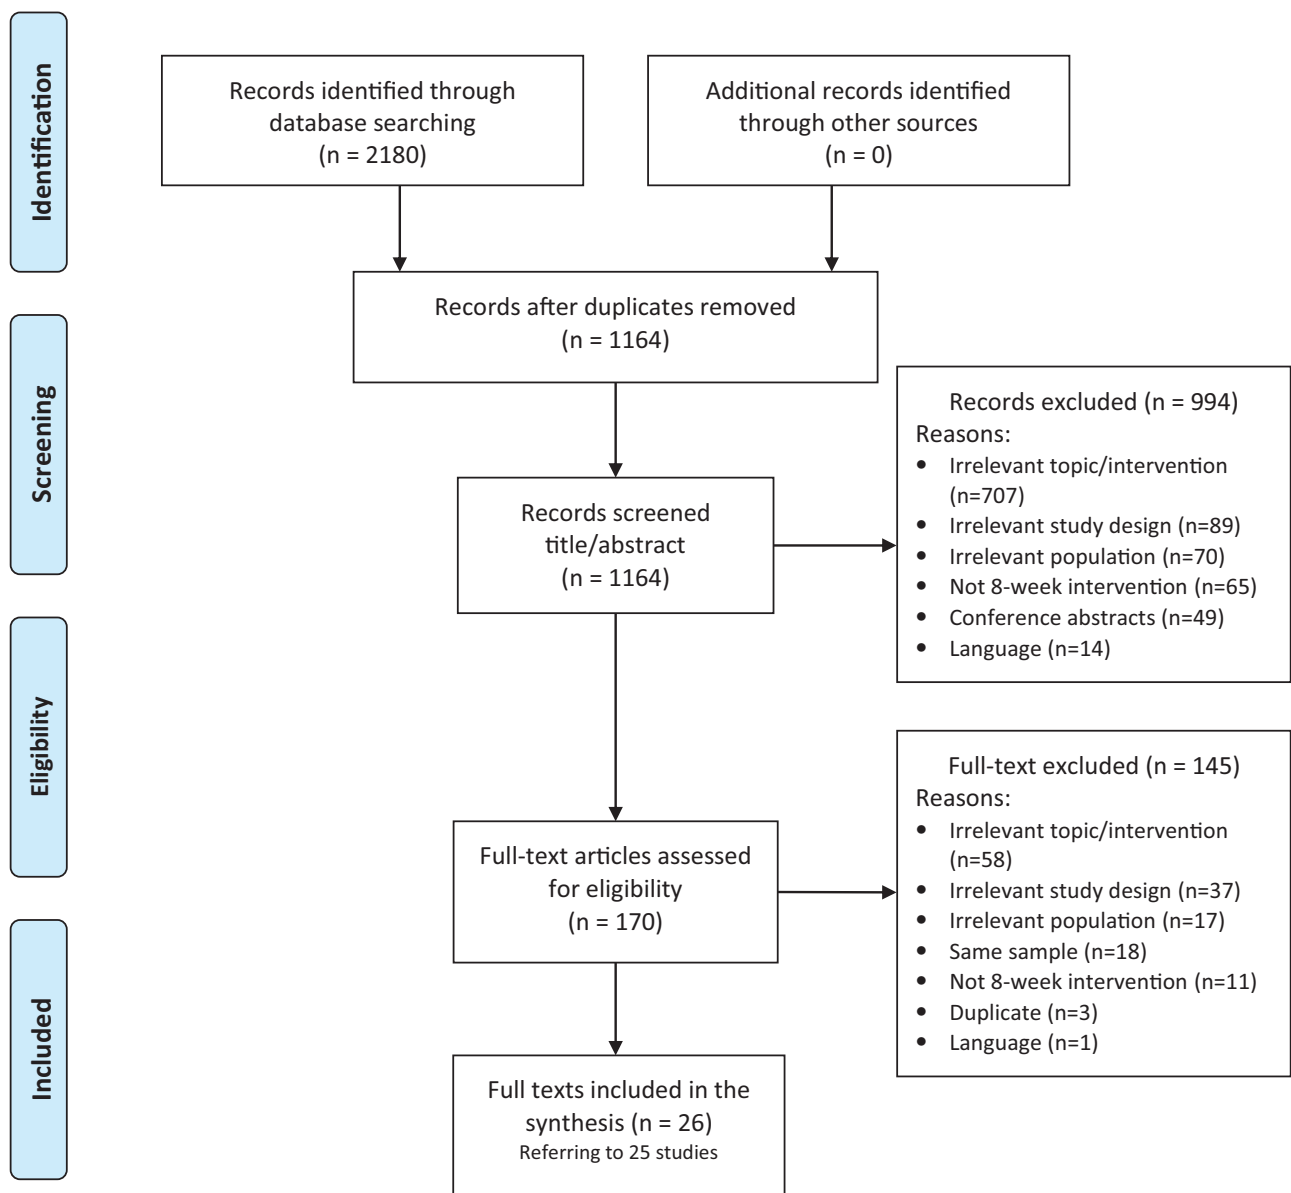 Identification
Records identified through
database searching
(n = 2180)
Additional records identified
through other sources
(n = 0)
Records after duplicates removed
(n = 1164)
Screening
Records screened
title/abstract
(n = 1164)
Records excluded (n = 994)
Reasons:
• Irrelevant topic/intervention
(n=707)
• Irrelevant study design (n=89)
• Irrelevant population (n=70)
• Not 8-week intervention (n=65)
• Conference abstracts (n=49)
• Language (n=14)
Eligibility
Full-text articles assessed
for eligibility
(n = 170)
Full-text excluded (n = 145)
Reasons:
• Irrelevant topic/intervention
(n=58)
• Irrelevant study design (n=37)
• Irrelevant population (n=17)
• Same sample (n=18)
• Not 8-week intervention (n=11)
• Duplicate (n=3)
• Language (n=1)
Included
Full texts included in the
synthesis (n = 26)
Referring to 25 studies